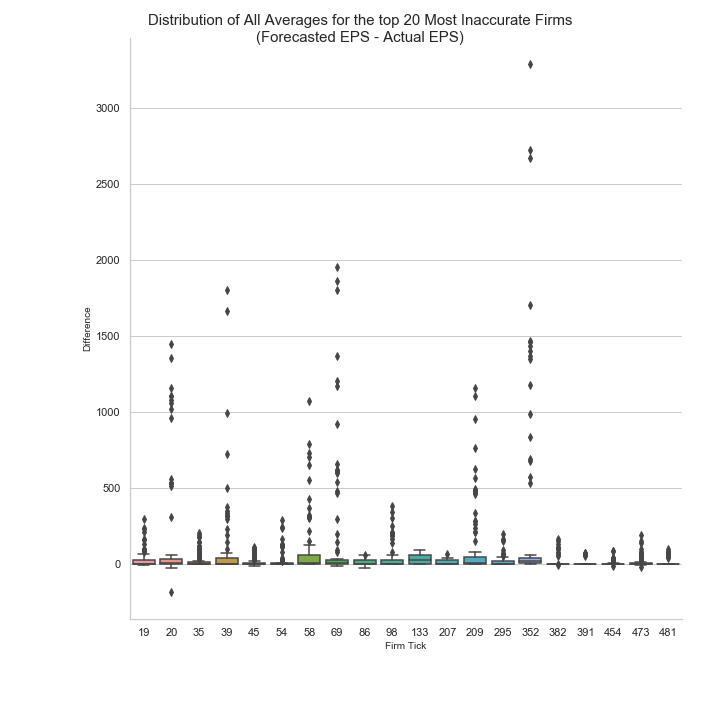 Distribution of All Averages for the top 20 Most Inaccurate Firms
(Forecasted EPS - Actual EPS)
3000
2500
2000
1500
1000
500
0
Difference
19 20 35 39 45 54 58 69 86 98 133 207 209 295 352 382 391 454 473 481
Firm Tick